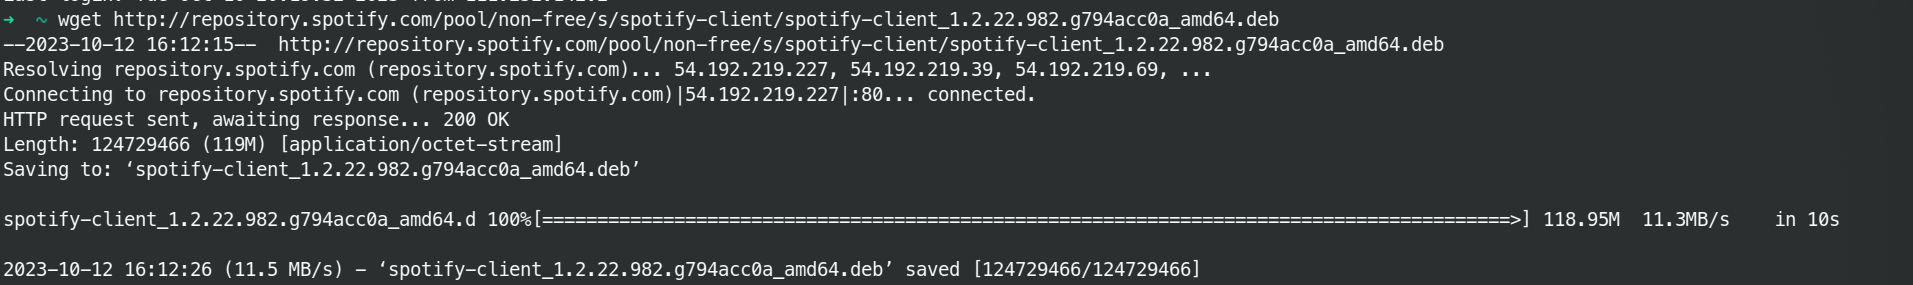 ➜  ~ wget http://repository.spotify.com/pool/non-free/s/spotify-client/spotify-client_1.2.22.982.g794acc0a_amd64.deb
--2023-10-12 16:12:15--  http://repository.spotify.com/pool/non-free/s/spotify-client/spotify-client_1.2.22.982.g794acc0a_amd64.deb
Resolving repository.spotify.com (repository.spotify.com)... 54.192.219.227, 54.192.219.39, 54.192.219.69, ...
Connecting to repository.spotify.com (repository.spotify.com)|54.192.219.227|:80... connected.
HTTP request sent, awaiting response... 200 OK
Length: 124729466 (119M) [application/octet-stream]
Saving to: ‘spotify-client_1.2.22.982.g794acc0a_amd64.deb’
spotify-client_1.2.22.982.g794acc0a_amd64.d 100%[========================================================================================>] 118.95M  11.3MB/s    in 10s
2023-10-12 16:12:26 (11.5 MB/s) - ‘spotify-client_1.2.22.982.g794acc0a_amd64.deb’ saved [124729466/124729466]